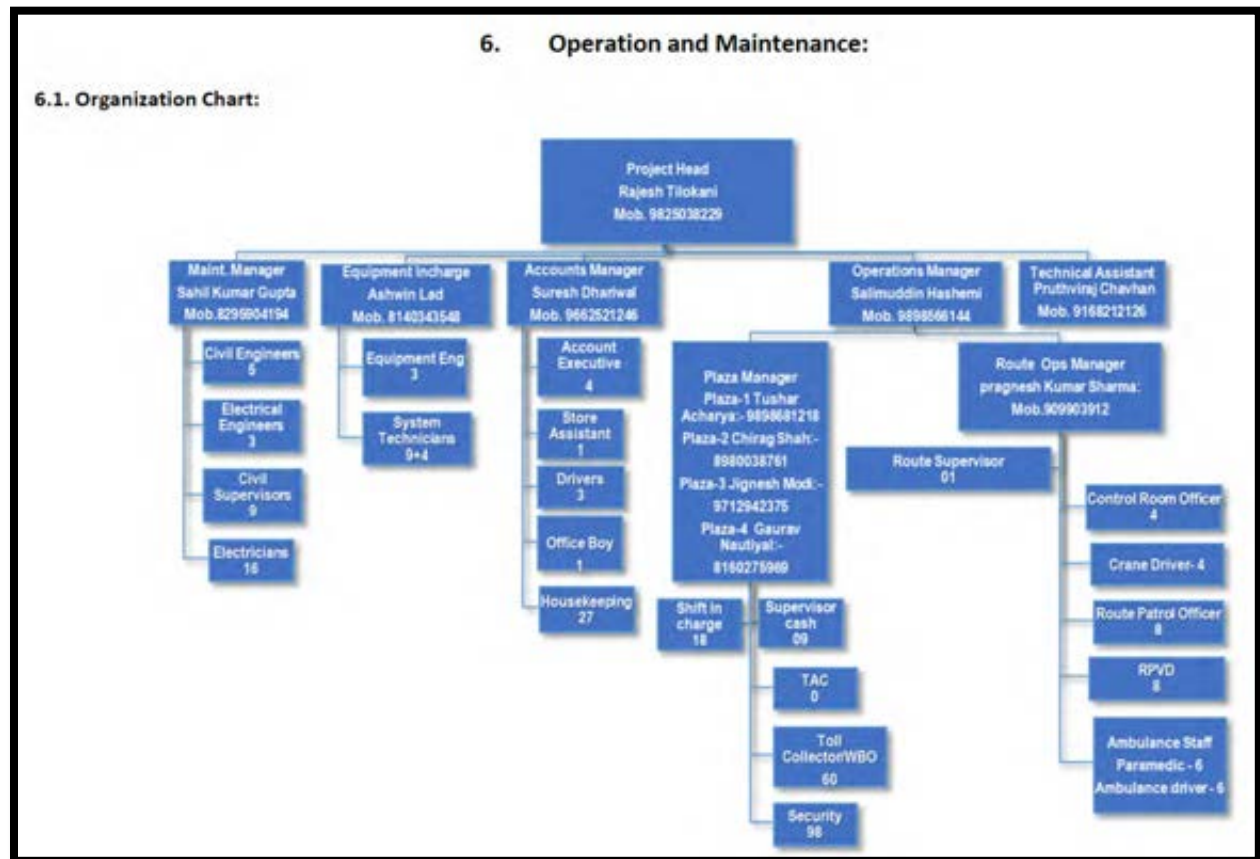 6. Operation and Maintenance:
6.1. Organization Chart:
Project Head
Rajesh Tilokani
Mob. 9825038229
Maint. Manager
Sahil Kumar Gupta
Mob.8295904194
Equipment Incharge
Ashwin Lad
Mob. 8140343548
Accounts Manager
Suresh Dhariwal
Mob. 9662521246
Operations Manager
Salimuddin Hashemi
Mob. 9898566144
Technical Assistant
Pruthviraj Chavhan
Mob. 9168212126
Civil Engineers
5
Electrical
Engineers
3
Civil
Supervisors
9
Electricians
16
Equipment Eng
3
System
Technicians
9+4
Account
Executive
4
Store
Assistant
1
Drivers
3
Office Boy
1
Housekeeping
27
Plaza Manager
Plaza-1 Tushar
Acharya:- 9898681218
Plaza-2 Chirag Shah:-
8980038761
Plaza-3 Jignesh Modi:-
9712942375
Plaza-4 Gaurav
Nautiyal:-
8160275969
Shift in
charge
18
Supervisor
cash
09
TAC
0
Toll
Collector/WBO
60
Security
98
Route Ops Manager
pragnesh Kumar Sharma:
Mob.909903912
Route Supervisor
01
Control Room Officer
4
Crane Driver- 4
Route Patrol Officer
8
RPVD
8
Ambulance Staff
Paramedic - 6
Ambulance driver - 6